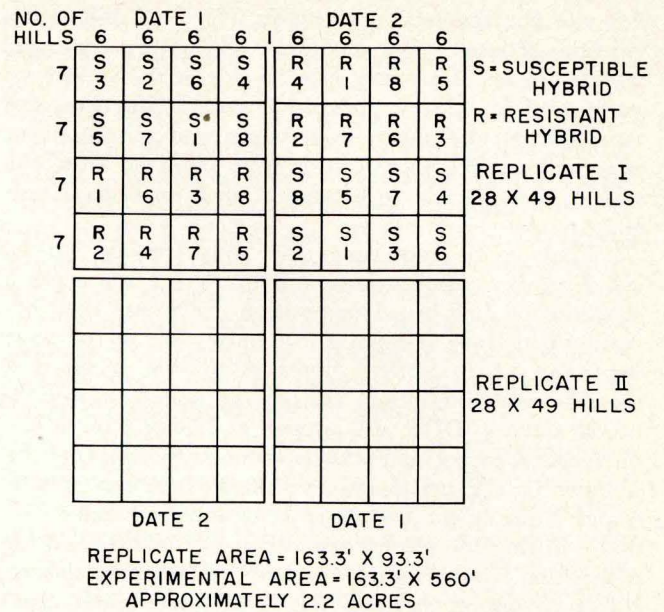 NO. OF DATE 1 DATE 2
HILLS 6 6 6 6 1 6 6 6 6
7 S S S S R R R R S=SUSCEPTIBLE
3 2 6 4 4 1 8 5 HYBRID
7 S S S S R R R R R=RESISTANT
5 7 1 8 2 7 6 3 HYBRID
7 R R R R S S S S REPLICATE I
1 6 3 8 8 5 7 4 28 X 49 HILLS
7 R R R R S S S S
2 4 7 5 2 1 3 6
REPLICATE II
28 X 49 HILLS
DATE 2 DATE 1
REPLICATE AREA=163.3' X 93.3'
EXPERIMENTAL AREA=163.3' X 560'
APPROXIMATELY 2.2 ACRES